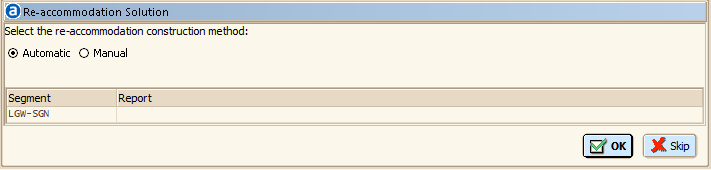 a Re-accommodation Solution
Select the re-accommodation construction method:
Automatic Manual
Segment Report
LGW-SGN
OK Skip